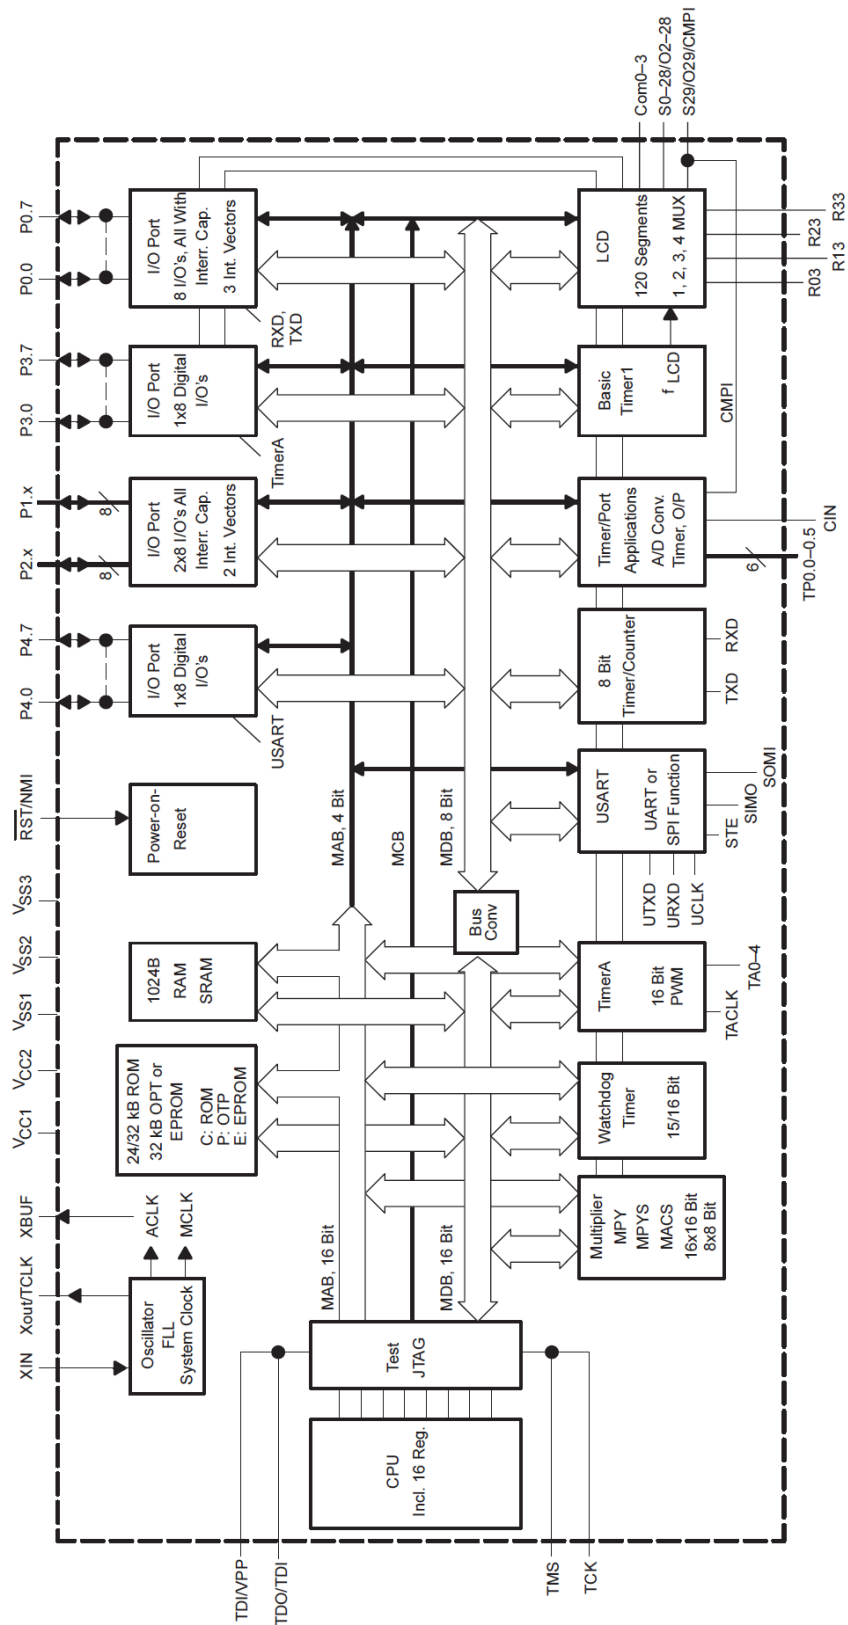 XIN
Xout/TCLK
XBUF
VCC1
VCC2
VSS1
VSS2
VSS3
RST/NMI
P4.0
P4.7
P2.x
P1.x
P3.0
P3.7
P0.0
P0.7
8
8
Oscillator
FLL
System Clock
ACLK
MCLK
24/32 kB ROM
32 kB OPT or
EPROM
C: ROM
P: OTP
E: EPROM
1024B
RAM
SRAM
Power-on-
Reset
I/O Port
1x8 Digital
I/O's
USART
I/O Port
2x8 I/O's All
Interr. Cap.
2 Int. Vectors
I/O Port
1x8 Digital
I/O's
TimerA
I/O Port
8 I/O's, All With
Interr. Cap.
3 Int. Vectors
RXD,
TXD
TDI/VPP
TDO/TDI
CPU
Incl. 16 Reg.
Test
JTAG
MAB, 16 Bit
MAB, 4 Bit
MCB
MDB, 16 Bit
Bus
Conv
MDB, 8 Bit
TMS
TCK
Multiplier
MPY
MPYS
MACS
16x16 Bit
8x8 Bit
Watchdog
Timer
15/16 Bit
TimerA
16 Bit
PWM
TACLK
TA0–4
USART
UART or
SPI Function
UTXD
URXD
UCLK
STE
SIMO
SOMI
8 Bit
Timer/Counter
TXD
RXD
Timer/Port
Applications
A/D Conv.
Timer, O/P
6
TP0.0–0.5
CIN
CMPI
Basic
Timer1
fLCD
LCD
120 Segments
1, 2, 3, 4 MUX
Com0–3
S0–28/O2–28
S29/O29/CMPI
R03
R13
R23
R33